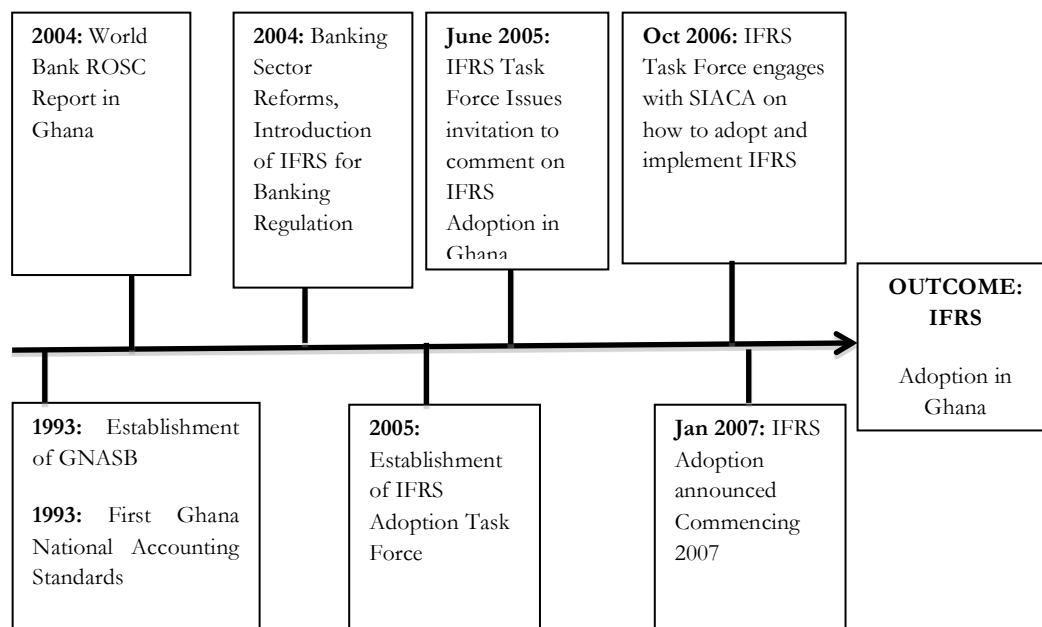 2004: World
Bank ROSC
Report in
Ghana
2004: Banking
Sector
Reforms,
Introduction
of IFRS for
Banking
Regulation
June 2005:
IFRS Task
Force Issues
invitation to
comment on
IFRS
Adoption in
Ghana
Oct 2006: IFRS
Task Force engages
with SIACA on
how to adopt and
implement IFRS
OUTCOME:
IFRS
Adoption in
Ghana
1993: Establishment
of GNASB
1993: First Ghana
National Accounting
Standards
2005:
Establishment
of IFRS
Adoption Task
Force
Jan 2007: IFRS
Adoption
announced
Commencing
2007